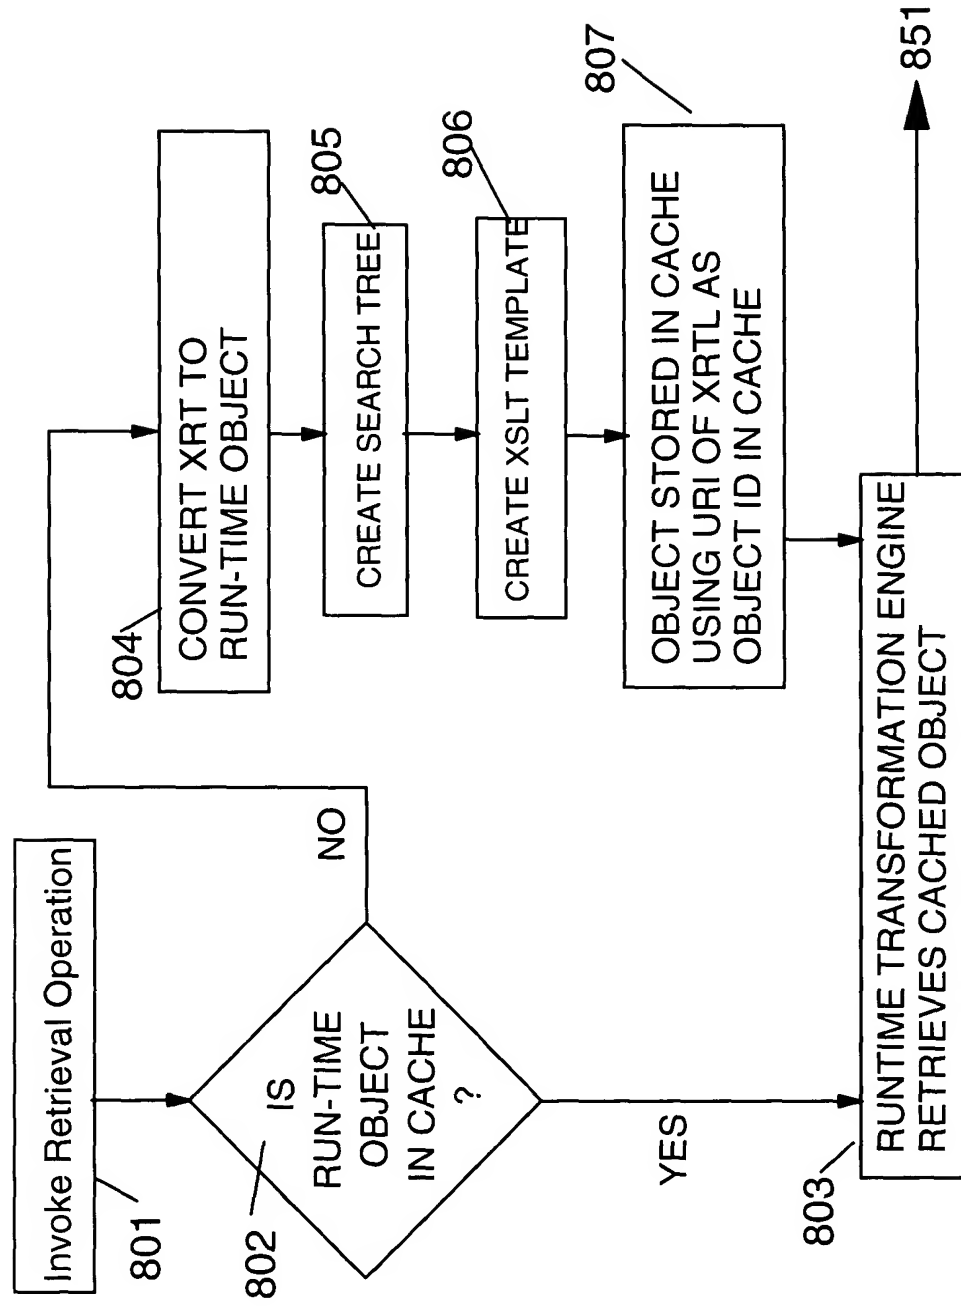 Invoke Retrieval Operation
801
802
IS
RUN-TIME
OBJECT
IN CACHE
?
NO
YES
804
CONVERT XRT TO
RUN-TIME OBJECT
805
CREATE SEARCH TREE
806
CREATE XSLT TEMPLATE
807
OBJECT STORED IN CACHE
USING URI OF XRTL AS
OBJECT ID IN CACHE
803
RUNTIME TRANSFORMATION ENGINE
RETRIEVES CACHED OBJECT
851